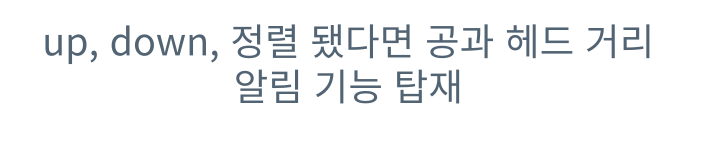 up, down, 정렬 됐다면 공과 헤드 거리
알림 기능 탑재